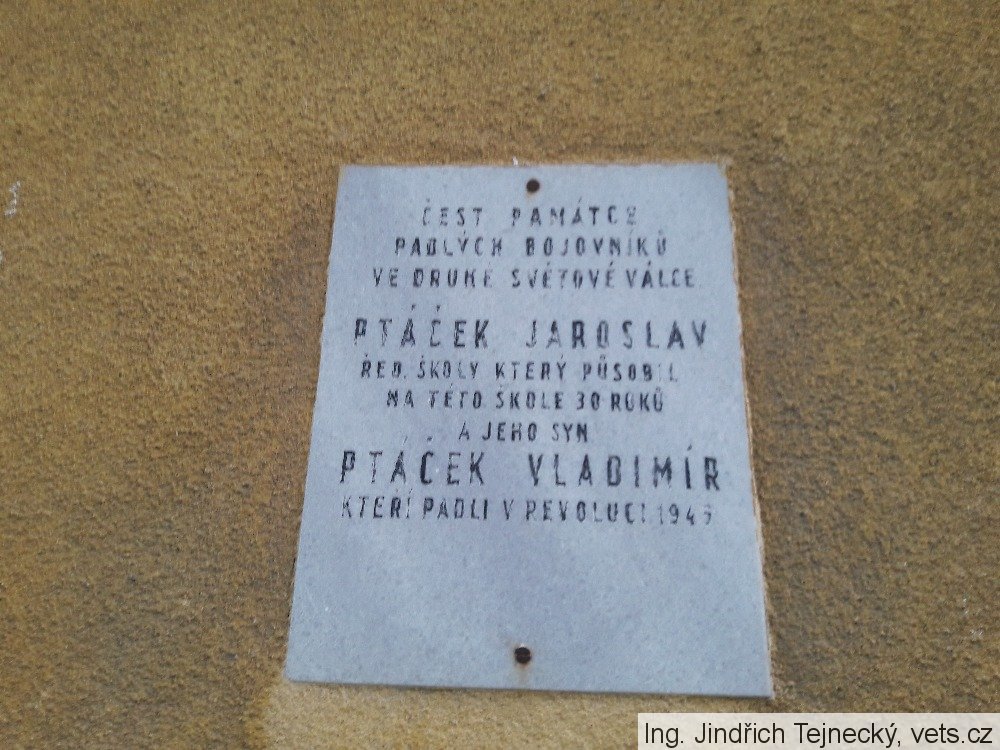 ČEST PAMÁTCE
PADLÝCH BOJOVNÍKŮ
VE DRUHÉ SVĚTOVÉ VÁLCE
PTÁČEK JAROSLAV
ŘED. ŠKOLY KTERÝ PŮSOBIL
NA TÉTO ŠKOLE 30 ROKŮ
A JEHO SYN
PTÁČEK VLADIMÍR
KTEŘÍ PADLI V REVOLUCI 1945
Ing. Jindřich Tejnecký, vets.cz